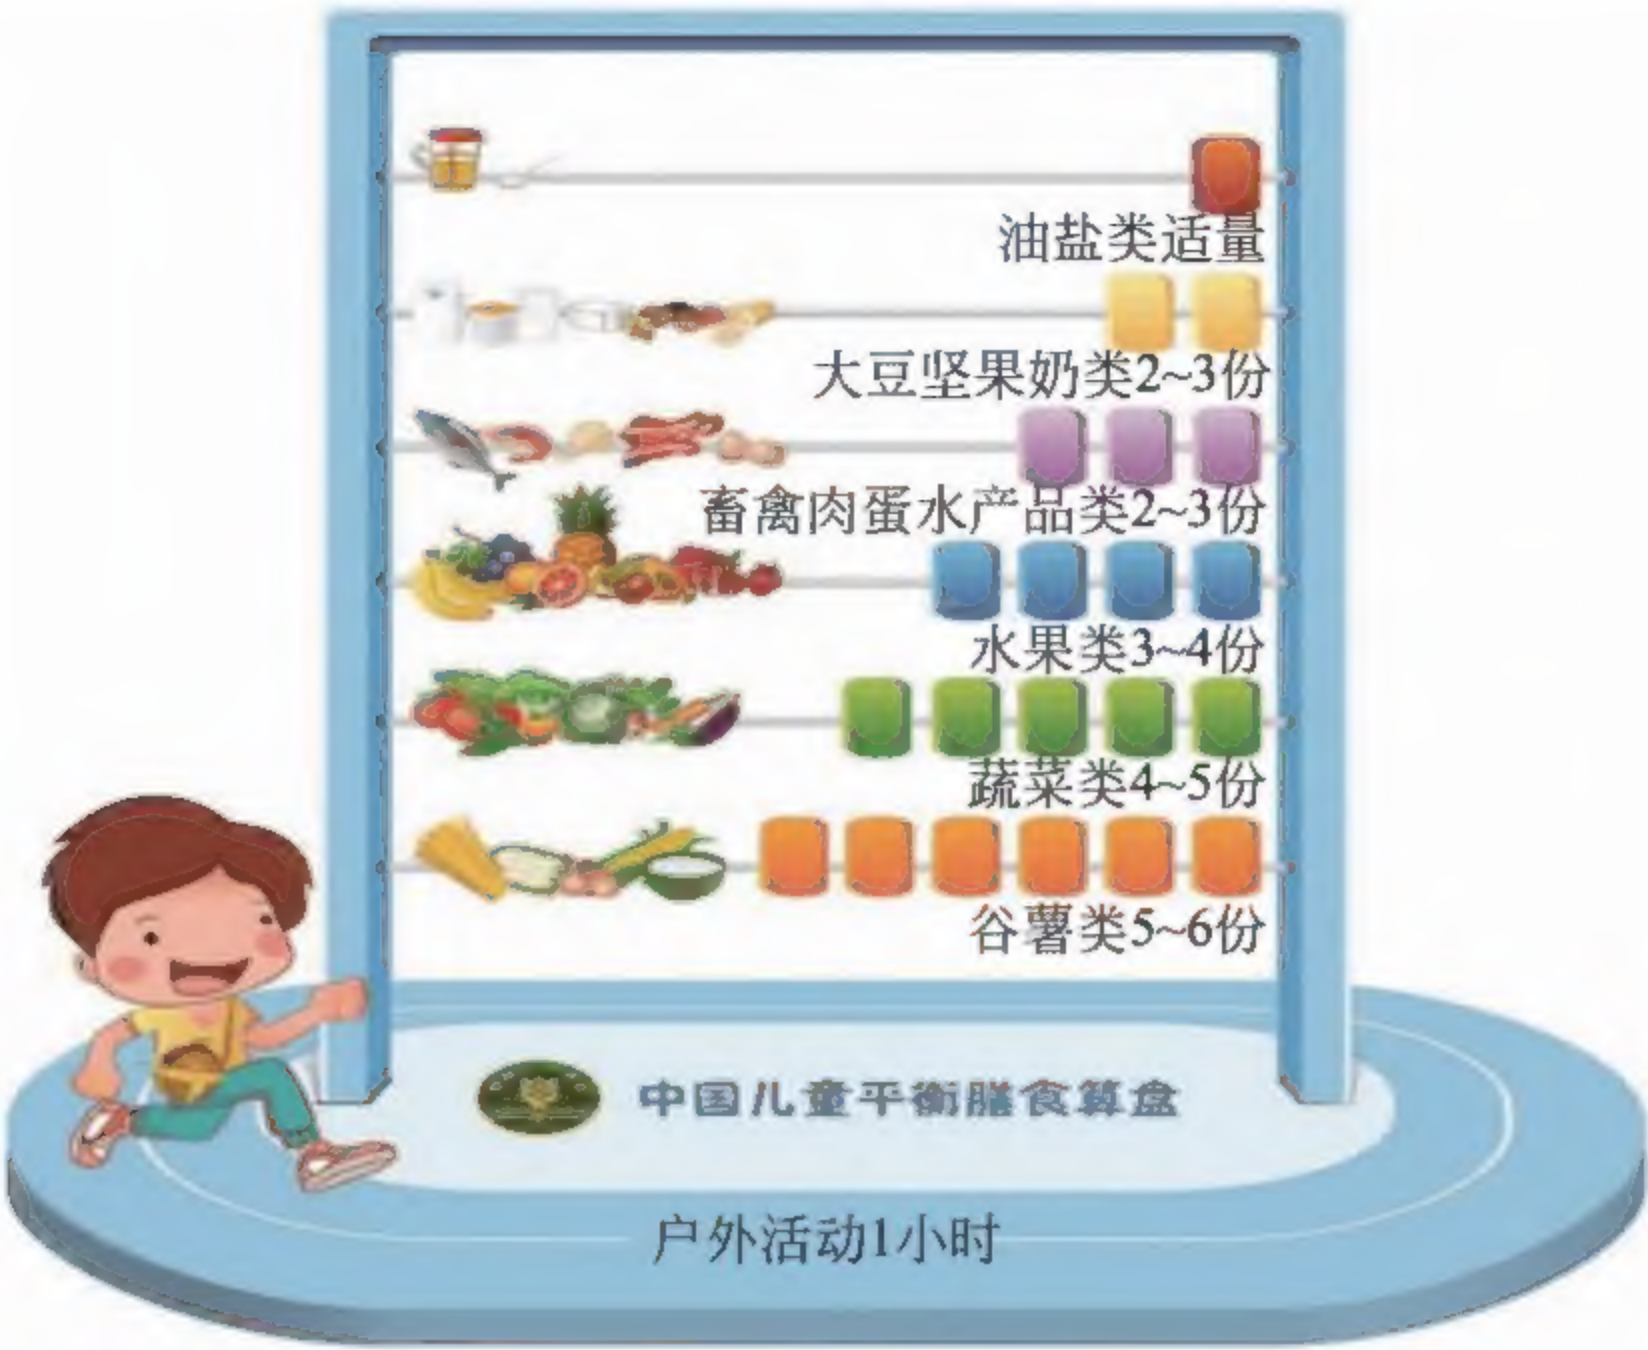 油盐类适量
大豆坚果奶类2~3份
畜禽肉蛋水产品类2~3份
水果类3~4份
蔬菜类4~5份
谷薯类5~6份
中国儿童平衡膳食算盘
户外活动1小时